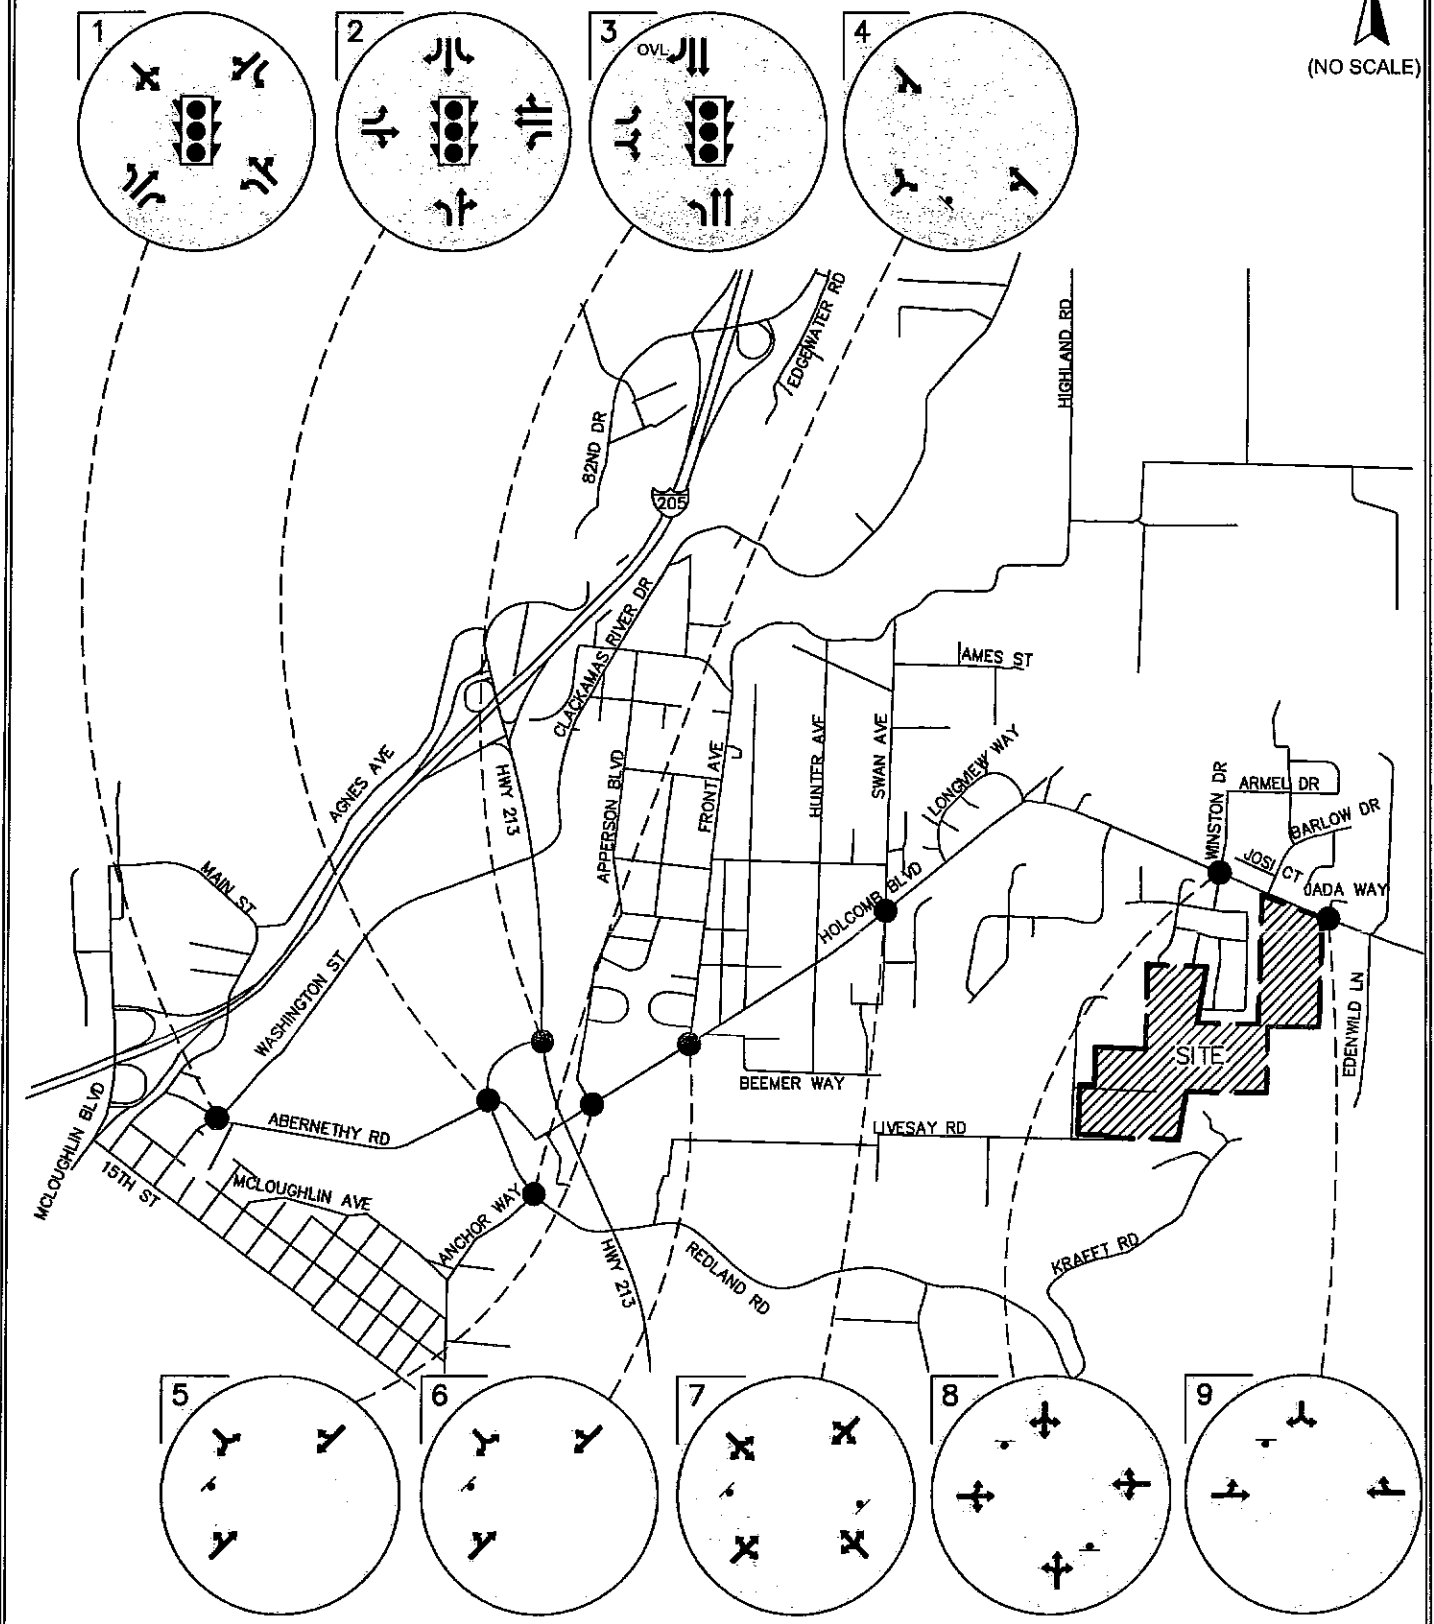 1
2
3
4
OVL
(NO SCALE)
EDGEWATER RD
HIGHLAND RD
82ND DR
205
CLACKAMAS RIVER DR
AMES ST
AGNES AVE
HWY 213
APPERSON BLVD
FRONT AVE
HUNTER AVE
SWAN AVE
LONGVIEW WAY
WINSTON DR
ARMEL DR
BARLOW DR
JOSI CT
JADA WAY
MAIN ST
HOLCOMB BLVD
WASHINGTON ST
EDENWILD LN
SITE
BEEMER WAY
MCLOUGHLIN BLVD
ABERNETHY RD
LIVESAY RD
15TH ST
MCLOUGHLIN AVE
ANCHOR WAY
HWY 213
REDLAND RD
KRAFFT RD
5
6
7
8
9